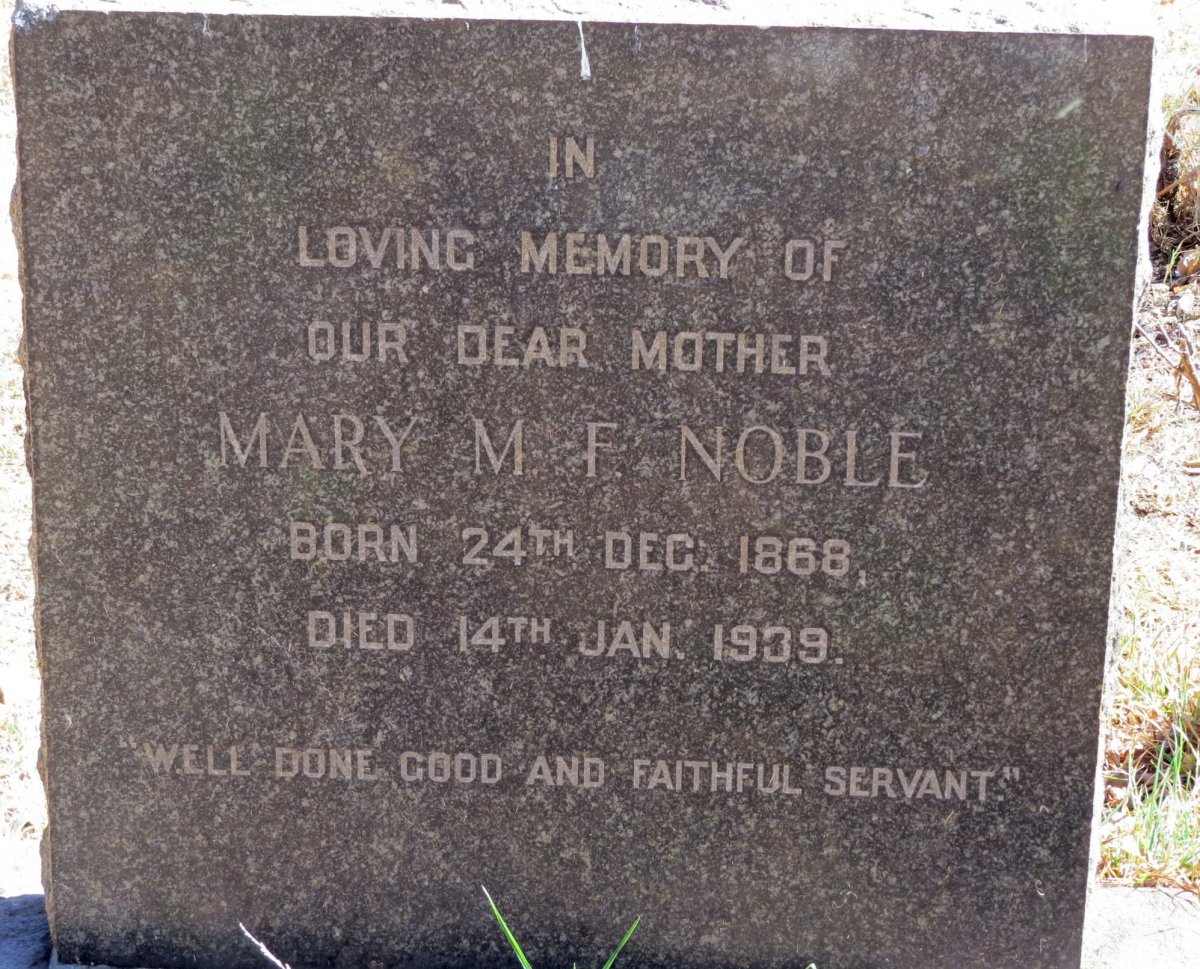 IN
LOVING MEMORY OF
OUR DEAR MOTHER
MARY M F NOBLE
BORN 24TH DEC. 1868,
DIED 14TH JAN. 1939.
"WELL DONE GOOD AND FAITHFUL SERVANT."